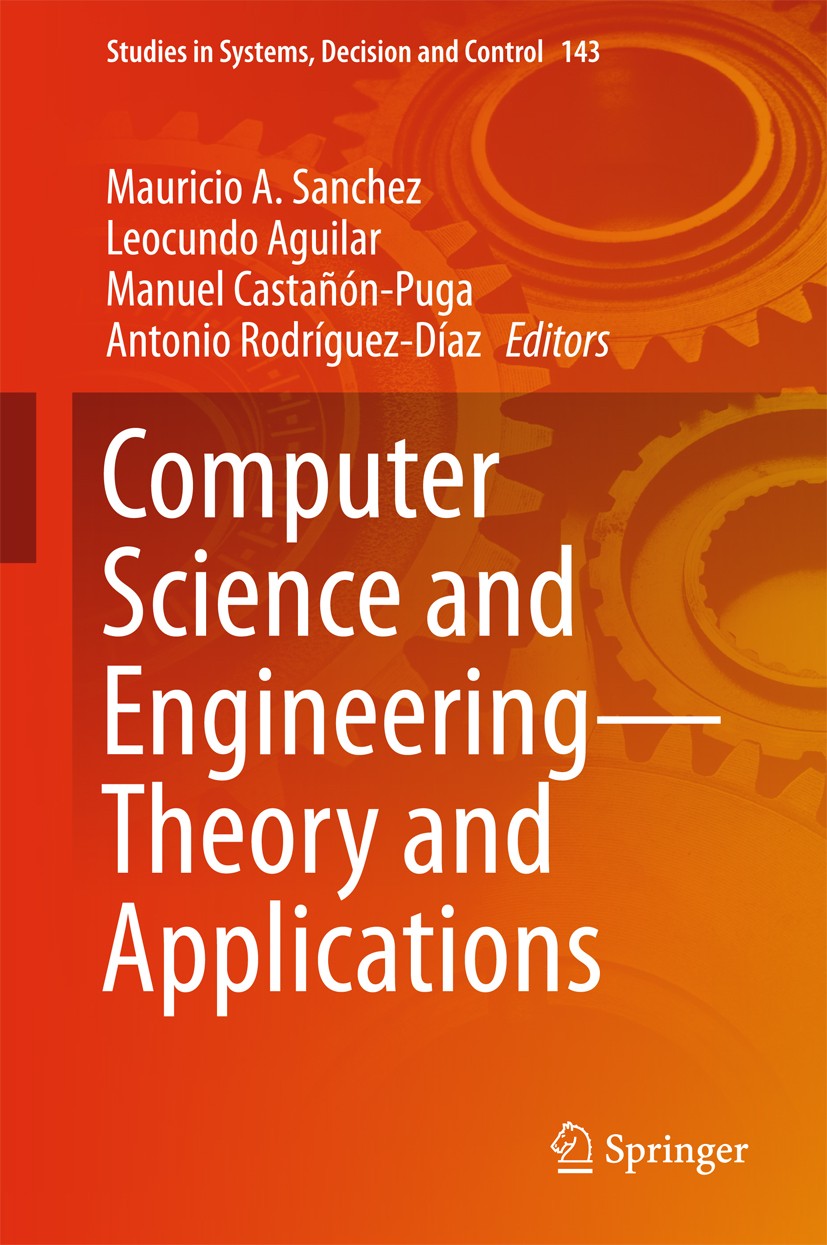 Studies in Systems, Decision and Control 143
Mauricio A. Sanchez
Leocundo Aguilar
Manuel Castañón-Puga
Antonio Rodríguez-Díaz Editors
Computer
Science and
Engineering—
Theory and
Applications
Springer